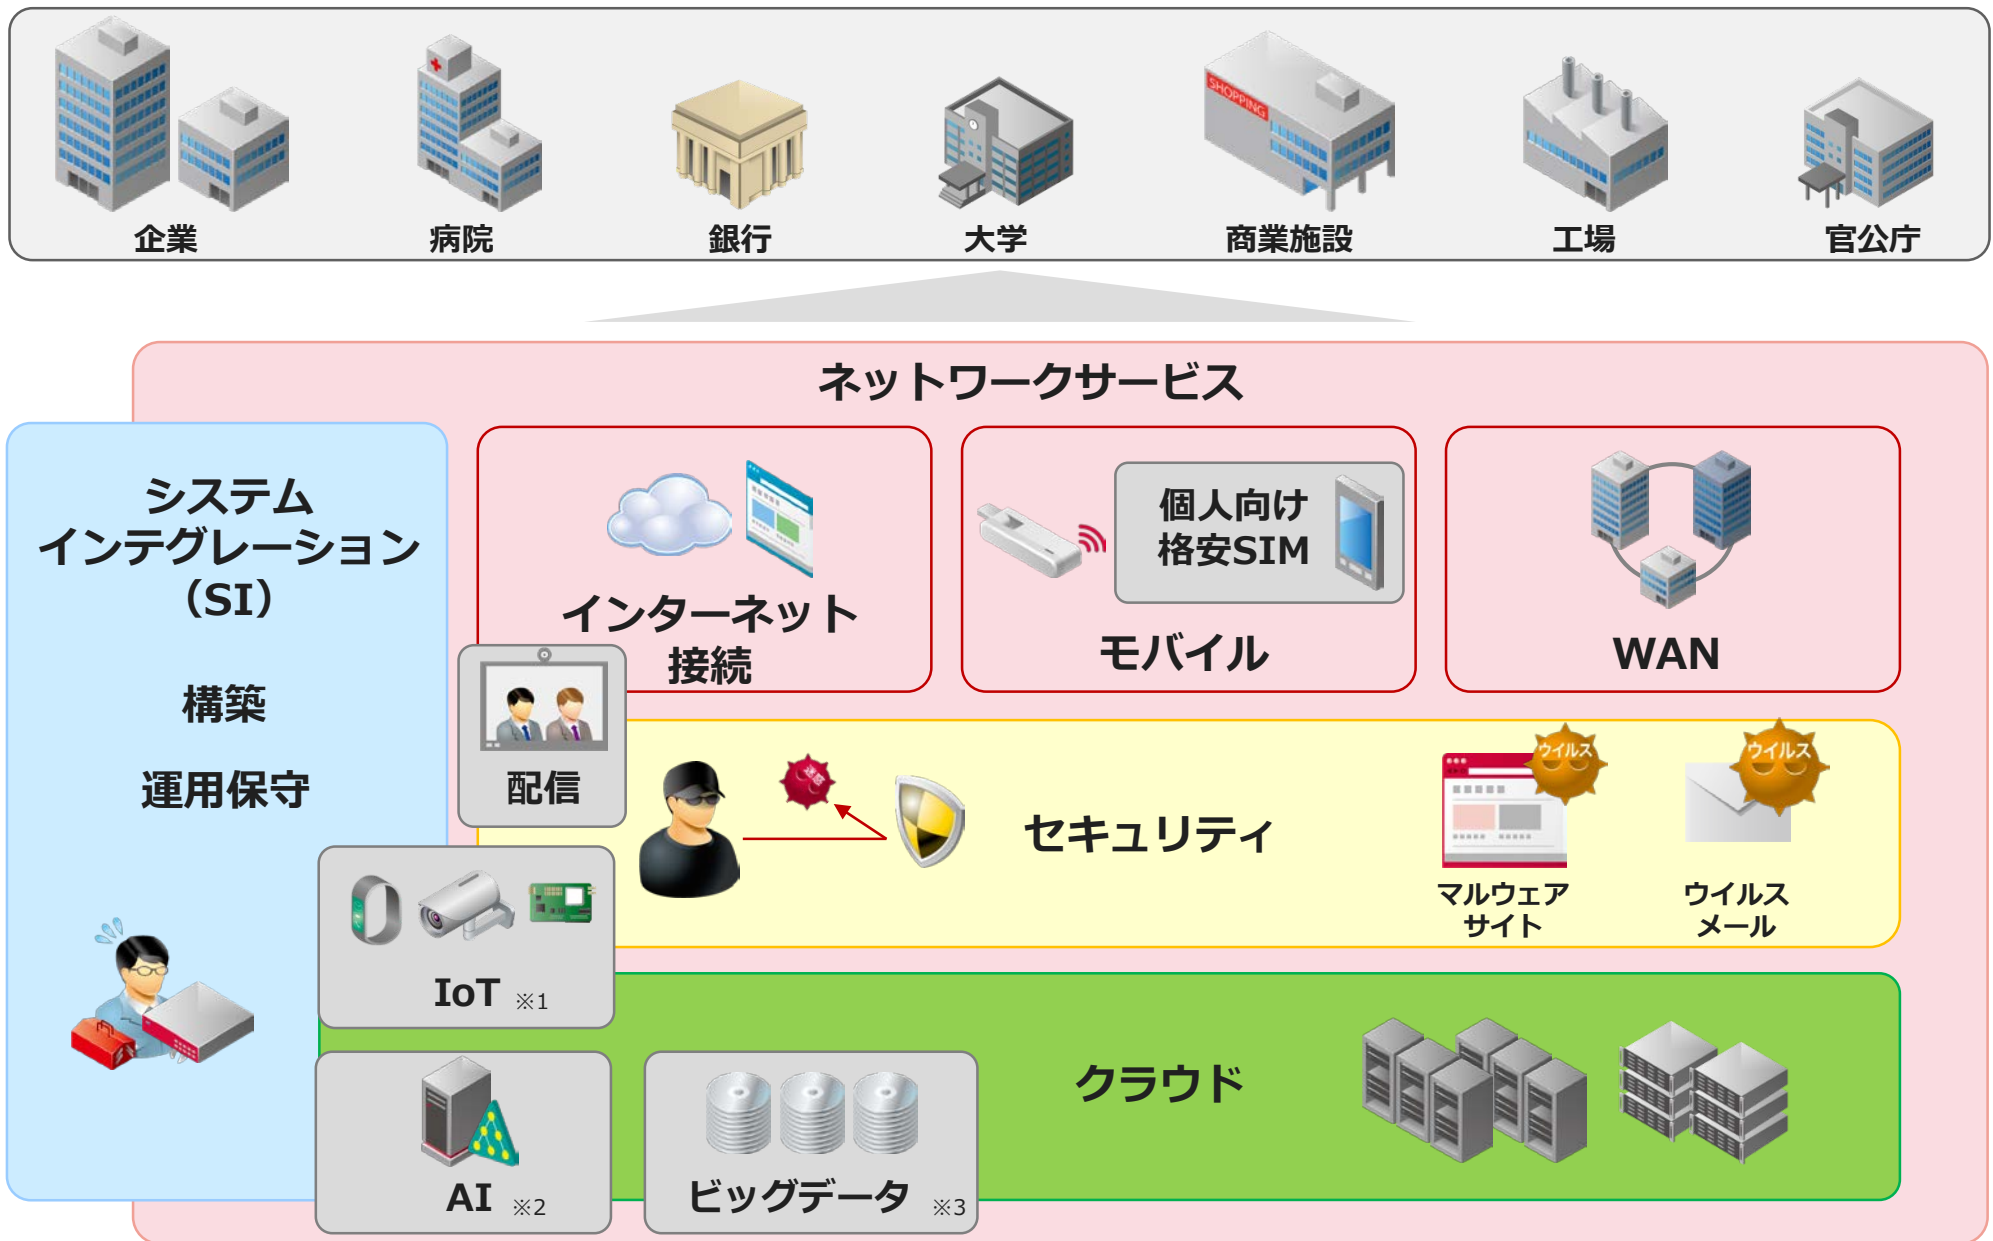 SHOPPING
企業
病院
銀行
大学
商業施設
工場
官公庁
ネットワークサービス
システム
インテグレーション
（SI）
構築
運用保守
インターネット
接続
個人向け
格安SIM
モバイル
WAN
配信
迷惑
セキュリティ
ウイルス
マルウェア
サイト
ウイルス
ウイルス
メール
IoT ※1
クラウド
AI ※2
ビッグデータ ※3